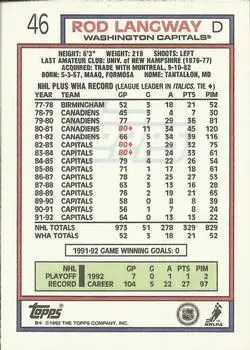 46 ROD LANGWAY D
WASHINGTON CAPITALS®
HEIGHT: 6'3" WEIGHT: 218 SHOOTS: LEFT
LAST AMATEUR CLUB: UNIV. of NEW HAMPSHIRE (1976-77)
ACQUIRED: TRADE WITH MONTREAL, 9-10-82
BORN: 5-3-57, MAAG, FORMOSA HOME: TANTALLON, MD
NHL PLUS WHA RECORD (LEAGUE LEADER IN ITALICS, TIE ♦)
YEAR TEAM GP G A PTS PIM
77-78 BIRMINGHAM 52 3 18 21 52
78-79 CANADIENS 45 3 4 7 30
79-80 CANADIENS 77 7 29 36 81
80-81 CANADIENS 80♦ 11 34 45 120
81-82 CANADIENS 66 5 34 39 116
82-83 CAPITALS 80♦ 3 29 32 75
83-84 CAPITALS 80♦ 9 24 33 61
84-85 CAPITALS 79 4 22 26 54
85-86 CAPITALS 71 1 17 18 61
86-87 CAPITALS 78 2 25 27 53
87-88 CAPITALS 63 3 13 16 28
88-89 CAPITALS 76 2 19 21
89-90 CAPITALS 58 0 8 8 39
90-91 CAPITALS 56 1 7 8 24
91-92 CAPITALS 64 0 13 13 22
NHL TOTALS 973 51 278 329 829
WHA TOTALS 52 3 18 21 52
1991-92 GAME WINNING GOALS: 0
NHL PLAYOFF RECORD
GP G A PTS PIM
1992 7 0 1 1 2
CAREER 104 5 22 27 97
TOPPS
©1992 THE TOPPS COMPANY, INC.
NHL
NHLPA